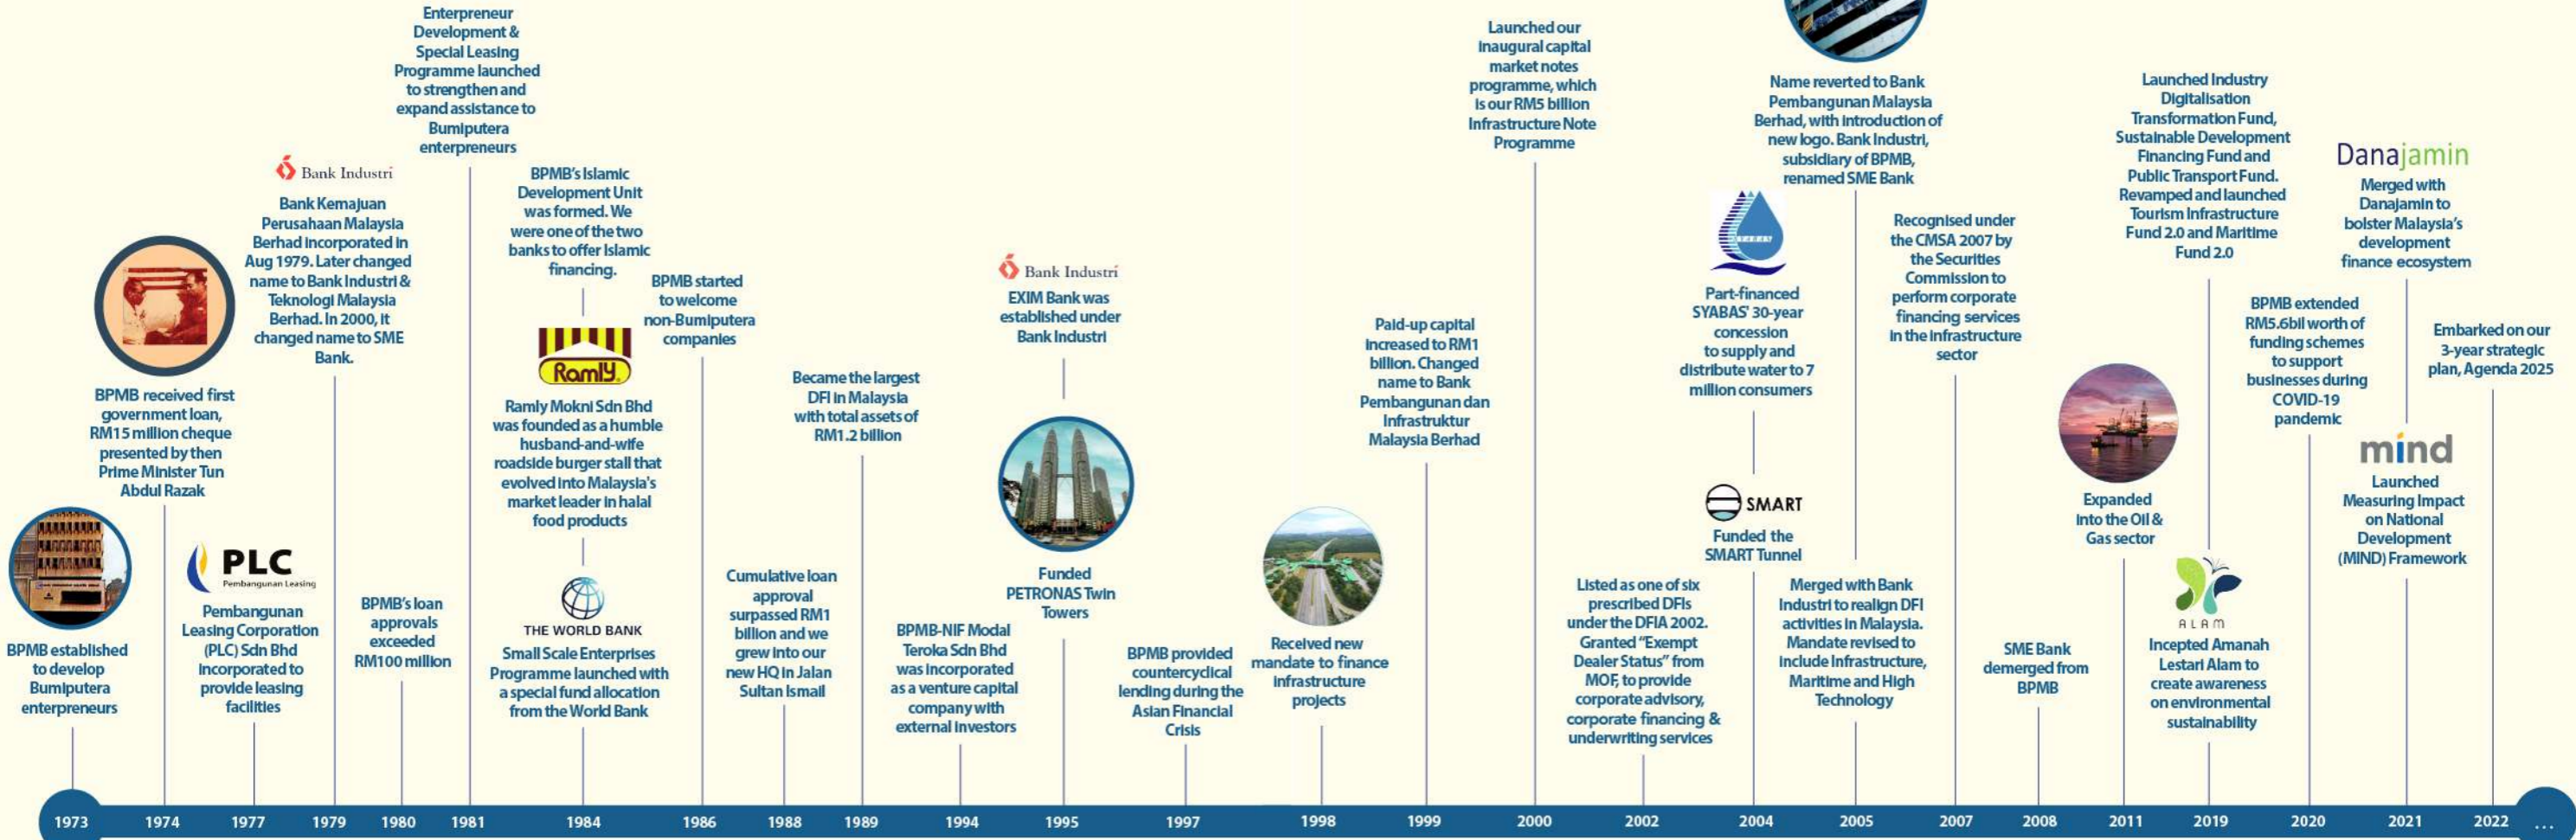 BPMB established
to develop
Bumiputera
enterpreneurs
BPMB received first
government loan,
RM15 million cheque
presented by then
Prime Minister Tun
Abdul Razak
PLC
Pembangunan Leasing
Pembangunan
Leasing Corporation
(PLC) Sdn Bhd
incorporated to
provide leasing
facilities
Bank Industri
Bank Kemajuan
Perusahaan Malaysia
Berhad incorporated in
Aug 1979. Later changed
name to Bank Industri &
Teknologi Malaysia
Berhad. In 2000, it
changed name to SME
Bank.
BPMB's loan
approvals
exceeded
RM100 million
Enterpreneur
Development &
Special Leasing
Programme launched
to strengthen and
expand assistance to
Bumiputera
enterpreneurs
BPMB's Islamic
Development Unit
was formed. We
were one of the two
banks to offer Islamic
financing.
Ramly
Ramly Mokni Sdn Bhd
was founded as a humble
husband-and-wife
roadside burger stall that
evolved into Malaysia's
market leader in halal
food products
THE WORLD BANK
Small Scale Enterprises
Programme launched with
a special fund allocation
from the World Bank
BPMB started
to welcome
non-Bumiputera
companies
Cumulative loan
approval
surpassed RM1
billion and we
grew into our
new HQ in Jalan
Sultan Ismail
Became the largest
DFI in Malaysia
with total assets of
RM1.2 billion
BPMB-NIF Modal
Teroka Sdn Bhd
was incorporated
as a venture capital
company with
external investors
Bank Industri
EXIM Bank was
established under
Bank Industri
Funded
PETRONAS Twin
Towers
BPMB provided
countercyclical
lending during the
Asian Financial
Crisis
Received new
mandate to finance
infrastructure
projects
Paid-up capital
increased to RM1
billion. Changed
name to Bank
Pembangunan dan
Infrastruktur
Malaysia Berhad
Launched our
inaugural capital
market notes
programme, which
is our RM5 billion
Infrastructure Note
Programme
Listed as one of six
prescribed DFIs
under the DFIA 2002.
Granted "Exempt
Dealer Status" from
MOF, to provide
corporate advisory,
corporate financing &
underwriting services
SYABAS
Part-financed
SYABAS' 30-year
concession
to supply and
distribute water to 7
million consumers
SMART
Funded the
SMART Tunnel
Name reverted to Bank
Pembangunan Malaysia
Berhad, with introduction of
new logo. Bank Industri,
subsidiary of BPMB,
renamed SME Bank
Merged with Bank
Industri to realign DFI
activities in Malaysia.
Mandate revised to
include Infrastructure,
Maritime and High
Technology
Recognised under
the CMSA 2007 by
the Securities
Commission to
perform corporate
financing services
in the infrastructure
sector
SME Bank
demerged from
BPMB
Expanded
into the Oil &
Gas sector
Launched Industry
Digitalisation
Transformation Fund,
Sustainable Development
Financing Fund and
Public Transport Fund.
Revamped and launched
Tourism Infrastructure
Fund 2.0 and Maritime
Fund 2.0
ALAM
Incepted Amanah
Lestari Alam to
create awareness
on environmental
sustainability
BPMB extended
RM5.6bil worth of
funding schemes
to support
businesses during
COVID-19
pandemic
Danajamin
Merged with
Danajamin to
bolster Malaysia's
development
finance ecosystem
mind
Launched
Measuring Impact
on National
Development
(MIND) Framework
Embarked on our
3-year strategic
plan, Agenda 2025
1973 1974 1977 1979 1980 1981 1984 1986 1988 1989 1994 1995 1997 1998 1999 2000 2002 2004 2005 2007 2008 2011 2019 2020 2021 2022 ...